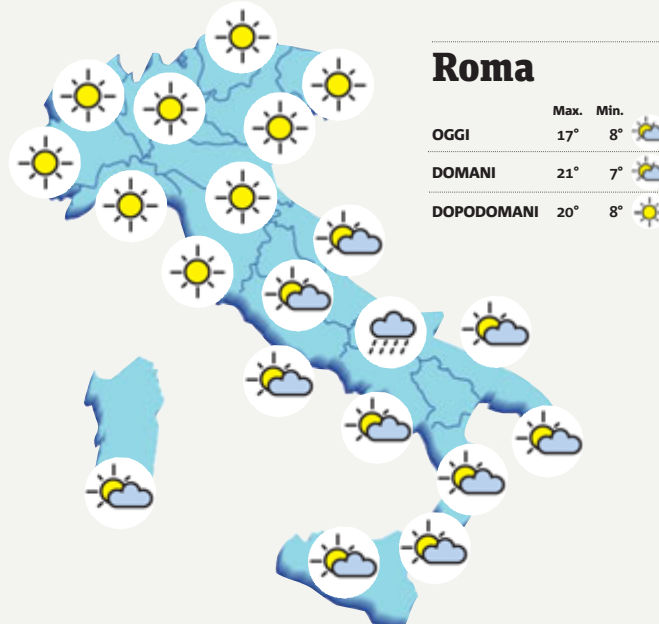 Roma
Max. Min.
OGGI 17° 8°
DOMANI 21° 7°
DOPODOMANI 20° 8°